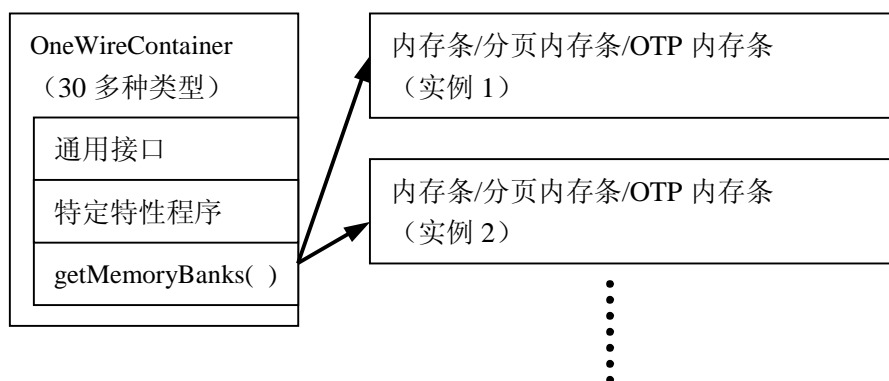 OneWireContainer
（30 多种类型）
通用接口
特定特性程序
getMemoryBanks( )
内存条/分页内存条/OTP 内存条
（实例 1）
内存条/分页内存条/OTP 内存条
（实例 2）